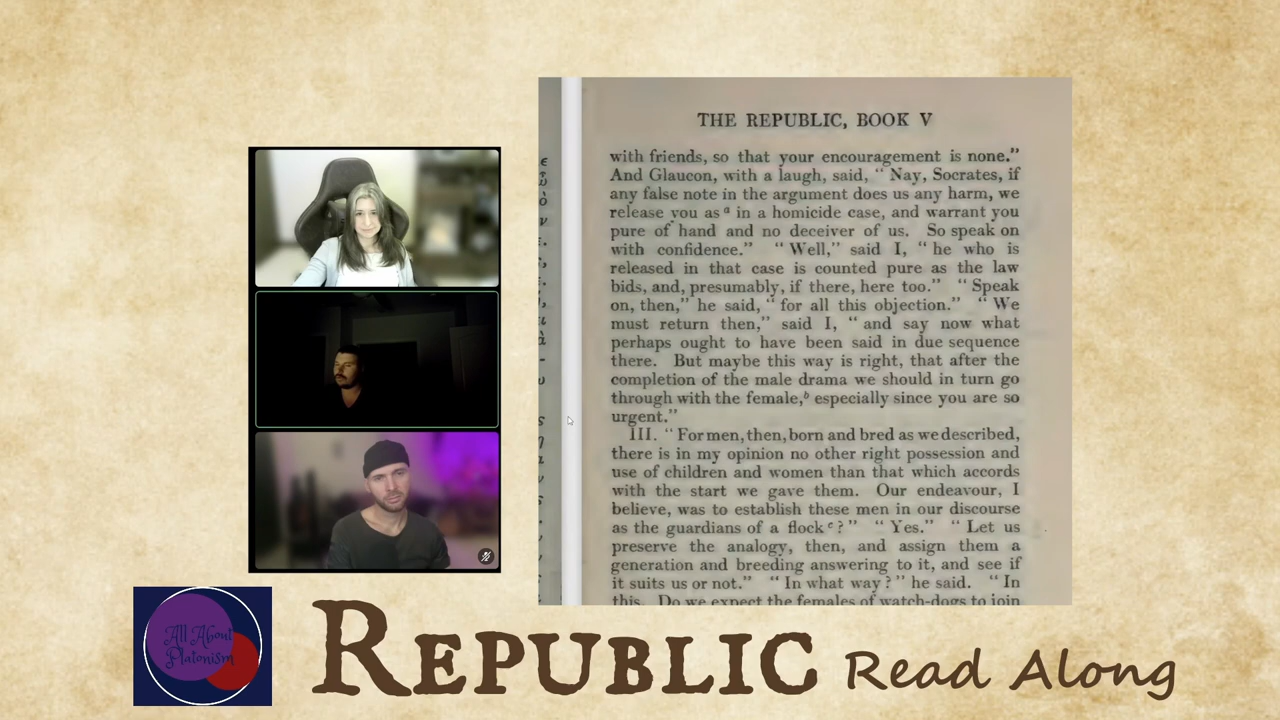 THE REPUBLIC, BOOK V
with friends, so that your encouragement is none.”
And Glaucon, with a laugh, said, “ Nay, Socrates, if
any false note in the argument does us any harm, we
release you as ᵃ in a homicide case, and warrant you
pure of hand and no deceiver of us. So speak on
with confidence.” “ Well,” said I, “ he who is
released in that case is counted pure as the law
bids, and, presumably, if there, here too.” “ Speak
on, then,” he said, “ for all this objection.” “ We
must return then,” said I, “ and say now what
perhaps ought to have been said in due sequence
there. But maybe this way is right, that after the
completion of the male drama we should in turn go
through with the female,ᵇ especially since you are so
urgent.”
III. “ For men, then, born and bred as we described,
there is in my opinion no other right possession and
use of children and women than that which accords
with the start we gave them. Our endeavour, I
believe, was to establish these men in our discourse
as the guardians of a flock ᶜ ? ” “ Yes.” “ Let us
preserve the analogy, then, and assign them a
generation and breeding answering to it, and see if
it suits us or not.” “ In what way ? ” he said. “ In
this. Do we expect the females of watch-dogs to join
All About
Platonism
REPUBLIC Read Along